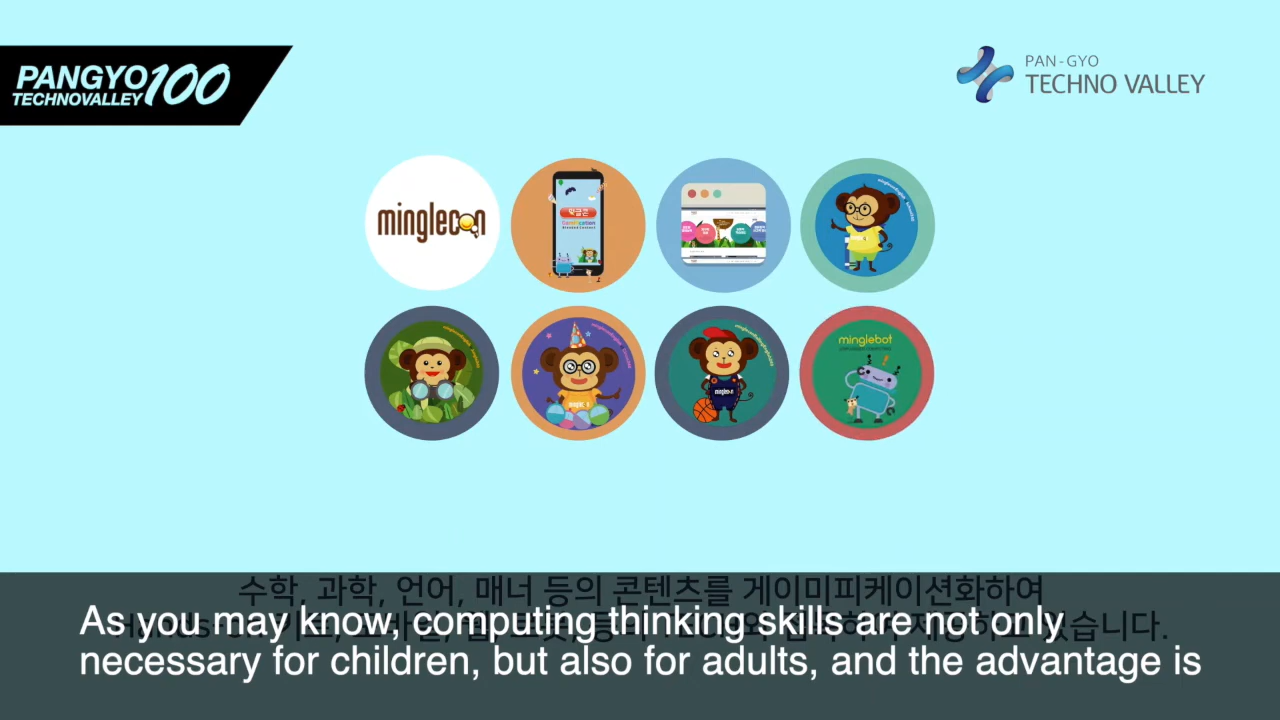 PANGYO
TECHNOVALLEY
100
PAN-GYO
TECHNO VALLEY
minglecon
minglebot
수학, 과학, 언어, 매너 등의 콘텐츠를 게이미피케이션화하여
As you may know, computing thinking skills are not only
necessary for children, but also for adults, and the advantage is